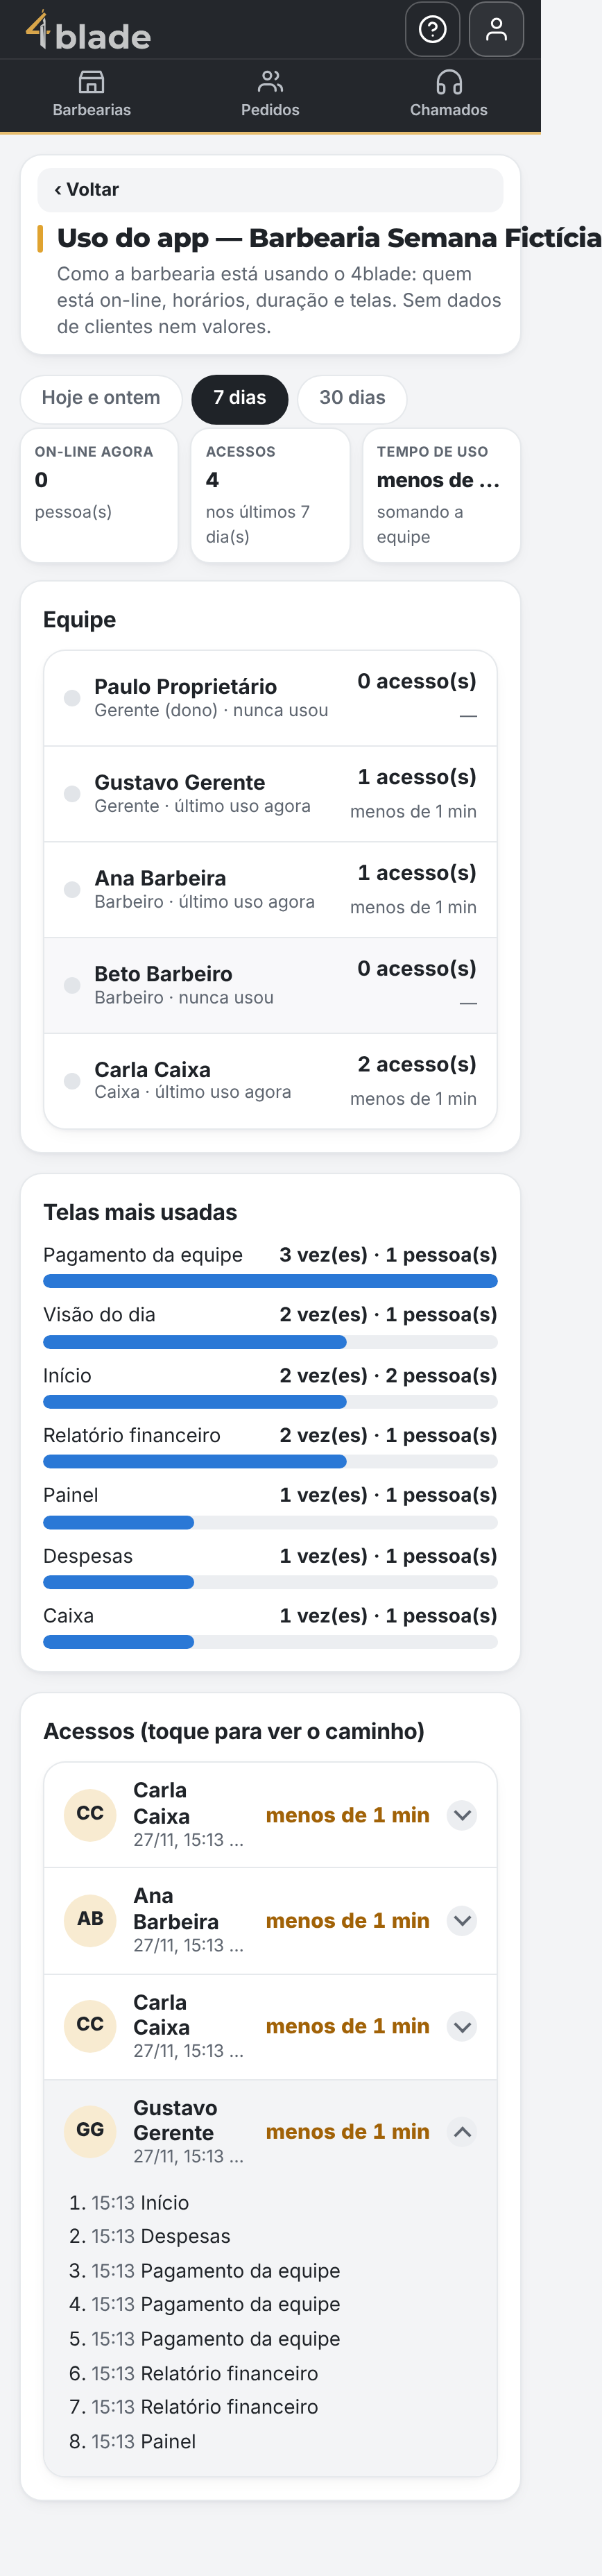 4blade
Barbearias
Pedidos
Chamados
‹ Voltar
Uso do app — Barbearia Semana Fictícia
Como a barbearia está usando o 4blade: quem
está on-line, horários, duração e telas. Sem dados
de clientes nem valores.
Hoje e ontem
7 dias
30 dias
ON-LINE AGORA
0
pessoa(s)
ACESSOS
4
nos últimos 7
dia(s)
TEMPO DE USO
menos de ...
somando a
equipe
Equipe
Paulo Proprietário
Gerente (dono) · nunca usou
0 acesso(s)
—
Gustavo Gerente
Gerente · último uso agora
1 acesso(s)
menos de 1 min
Ana Barbeira
Barbeiro · último uso agora
1 acesso(s)
menos de 1 min
Beto Barbeiro
Barbeiro · nunca usou
0 acesso(s)
—
Carla Caixa
Caixa · último uso agora
2 acesso(s)
menos de 1 min
Telas mais usadas
Pagamento da equipe 3 vez(es) · 1 pessoa(s)
Visão do dia 2 vez(es) · 1 pessoa(s)
Início 2 vez(es) · 2 pessoa(s)
Relatório financeiro 2 vez(es) · 1 pessoa(s)
Painel 1 vez(es) · 1 pessoa(s)
Despesas 1 vez(es) · 1 pessoa(s)
Caixa 1 vez(es) · 1 pessoa(s)
Acessos (toque para ver o caminho)
CC
Carla
Caixa
27/11, 15:13 ...
menos de 1 min
AB
Ana
Barbeira
27/11, 15:13 ...
menos de 1 min
CC
Carla
Caixa
27/11, 15:13 ...
menos de 1 min
GG
Gustavo
Gerente
27/11, 15:13 ...
menos de 1 min
1. 15:13 Início
2. 15:13 Despesas
3. 15:13 Pagamento da equipe
4. 15:13 Pagamento da equipe
5. 15:13 Pagamento da equipe
6. 15:13 Relatório financeiro
7. 15:13 Relatório financeiro
8. 15:13 Painel